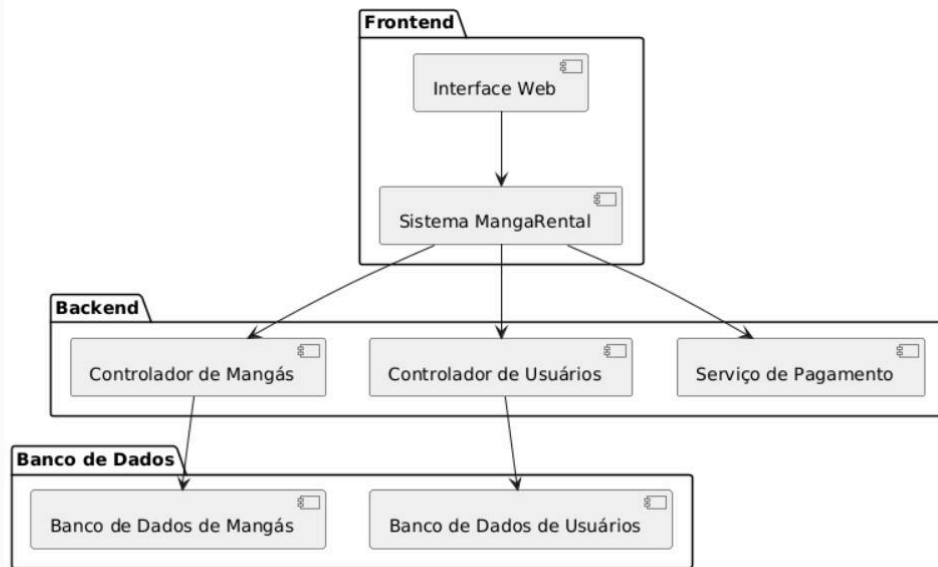 Frontend
Interface Web
Sistema MangaRental
Backend
Controlador de Mangás
Controlador de Usuários
Serviço de Pagamento
Banco de Dados
Banco de Dados de Mangás
Banco de Dados de Usuários